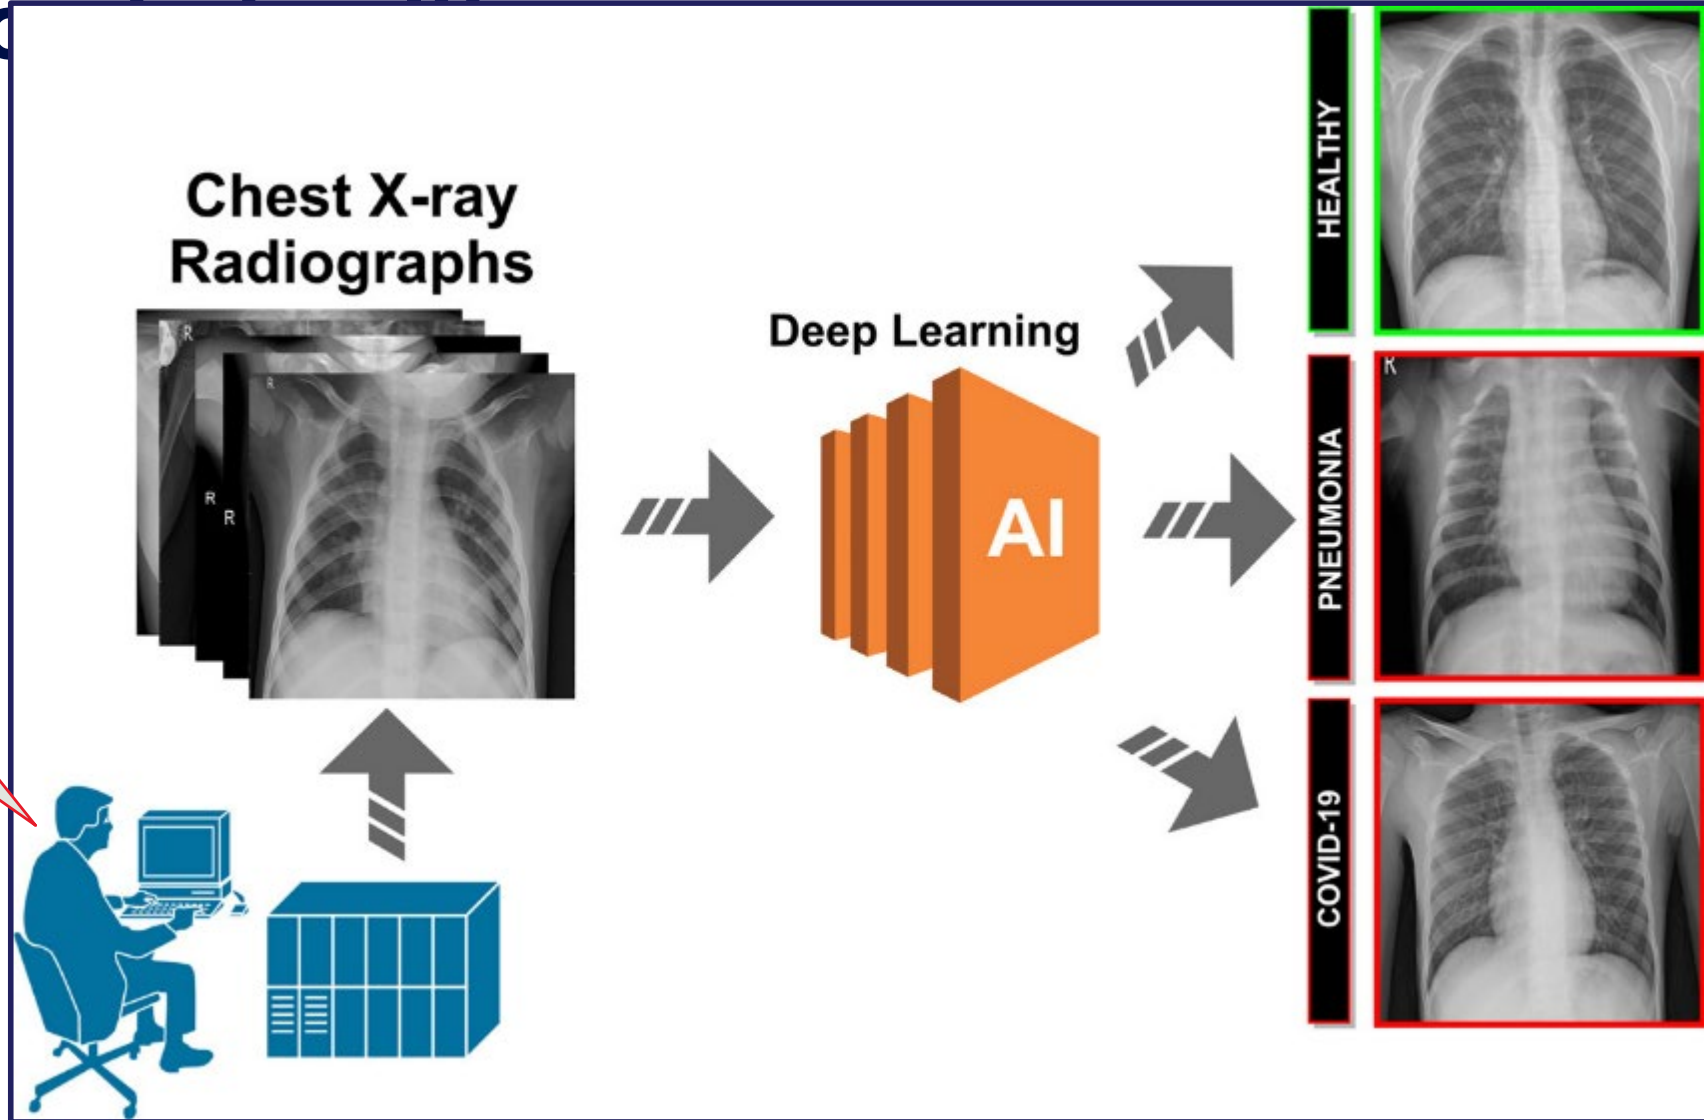 Chest X-ray
Radiographs
R
R
R
R
Deep Learning
AI
HEALTHY
PNEUMONIA
R
COVID-19